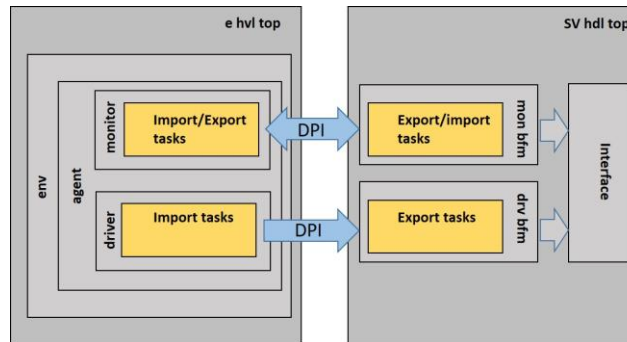 e hvl top
env
agent
monitor
Import/Export
tasks
driver
Import tasks
DPI
DPI
SV hdl top
Export/import
tasks
mon bfm
Export tasks
drv bfm
Interface